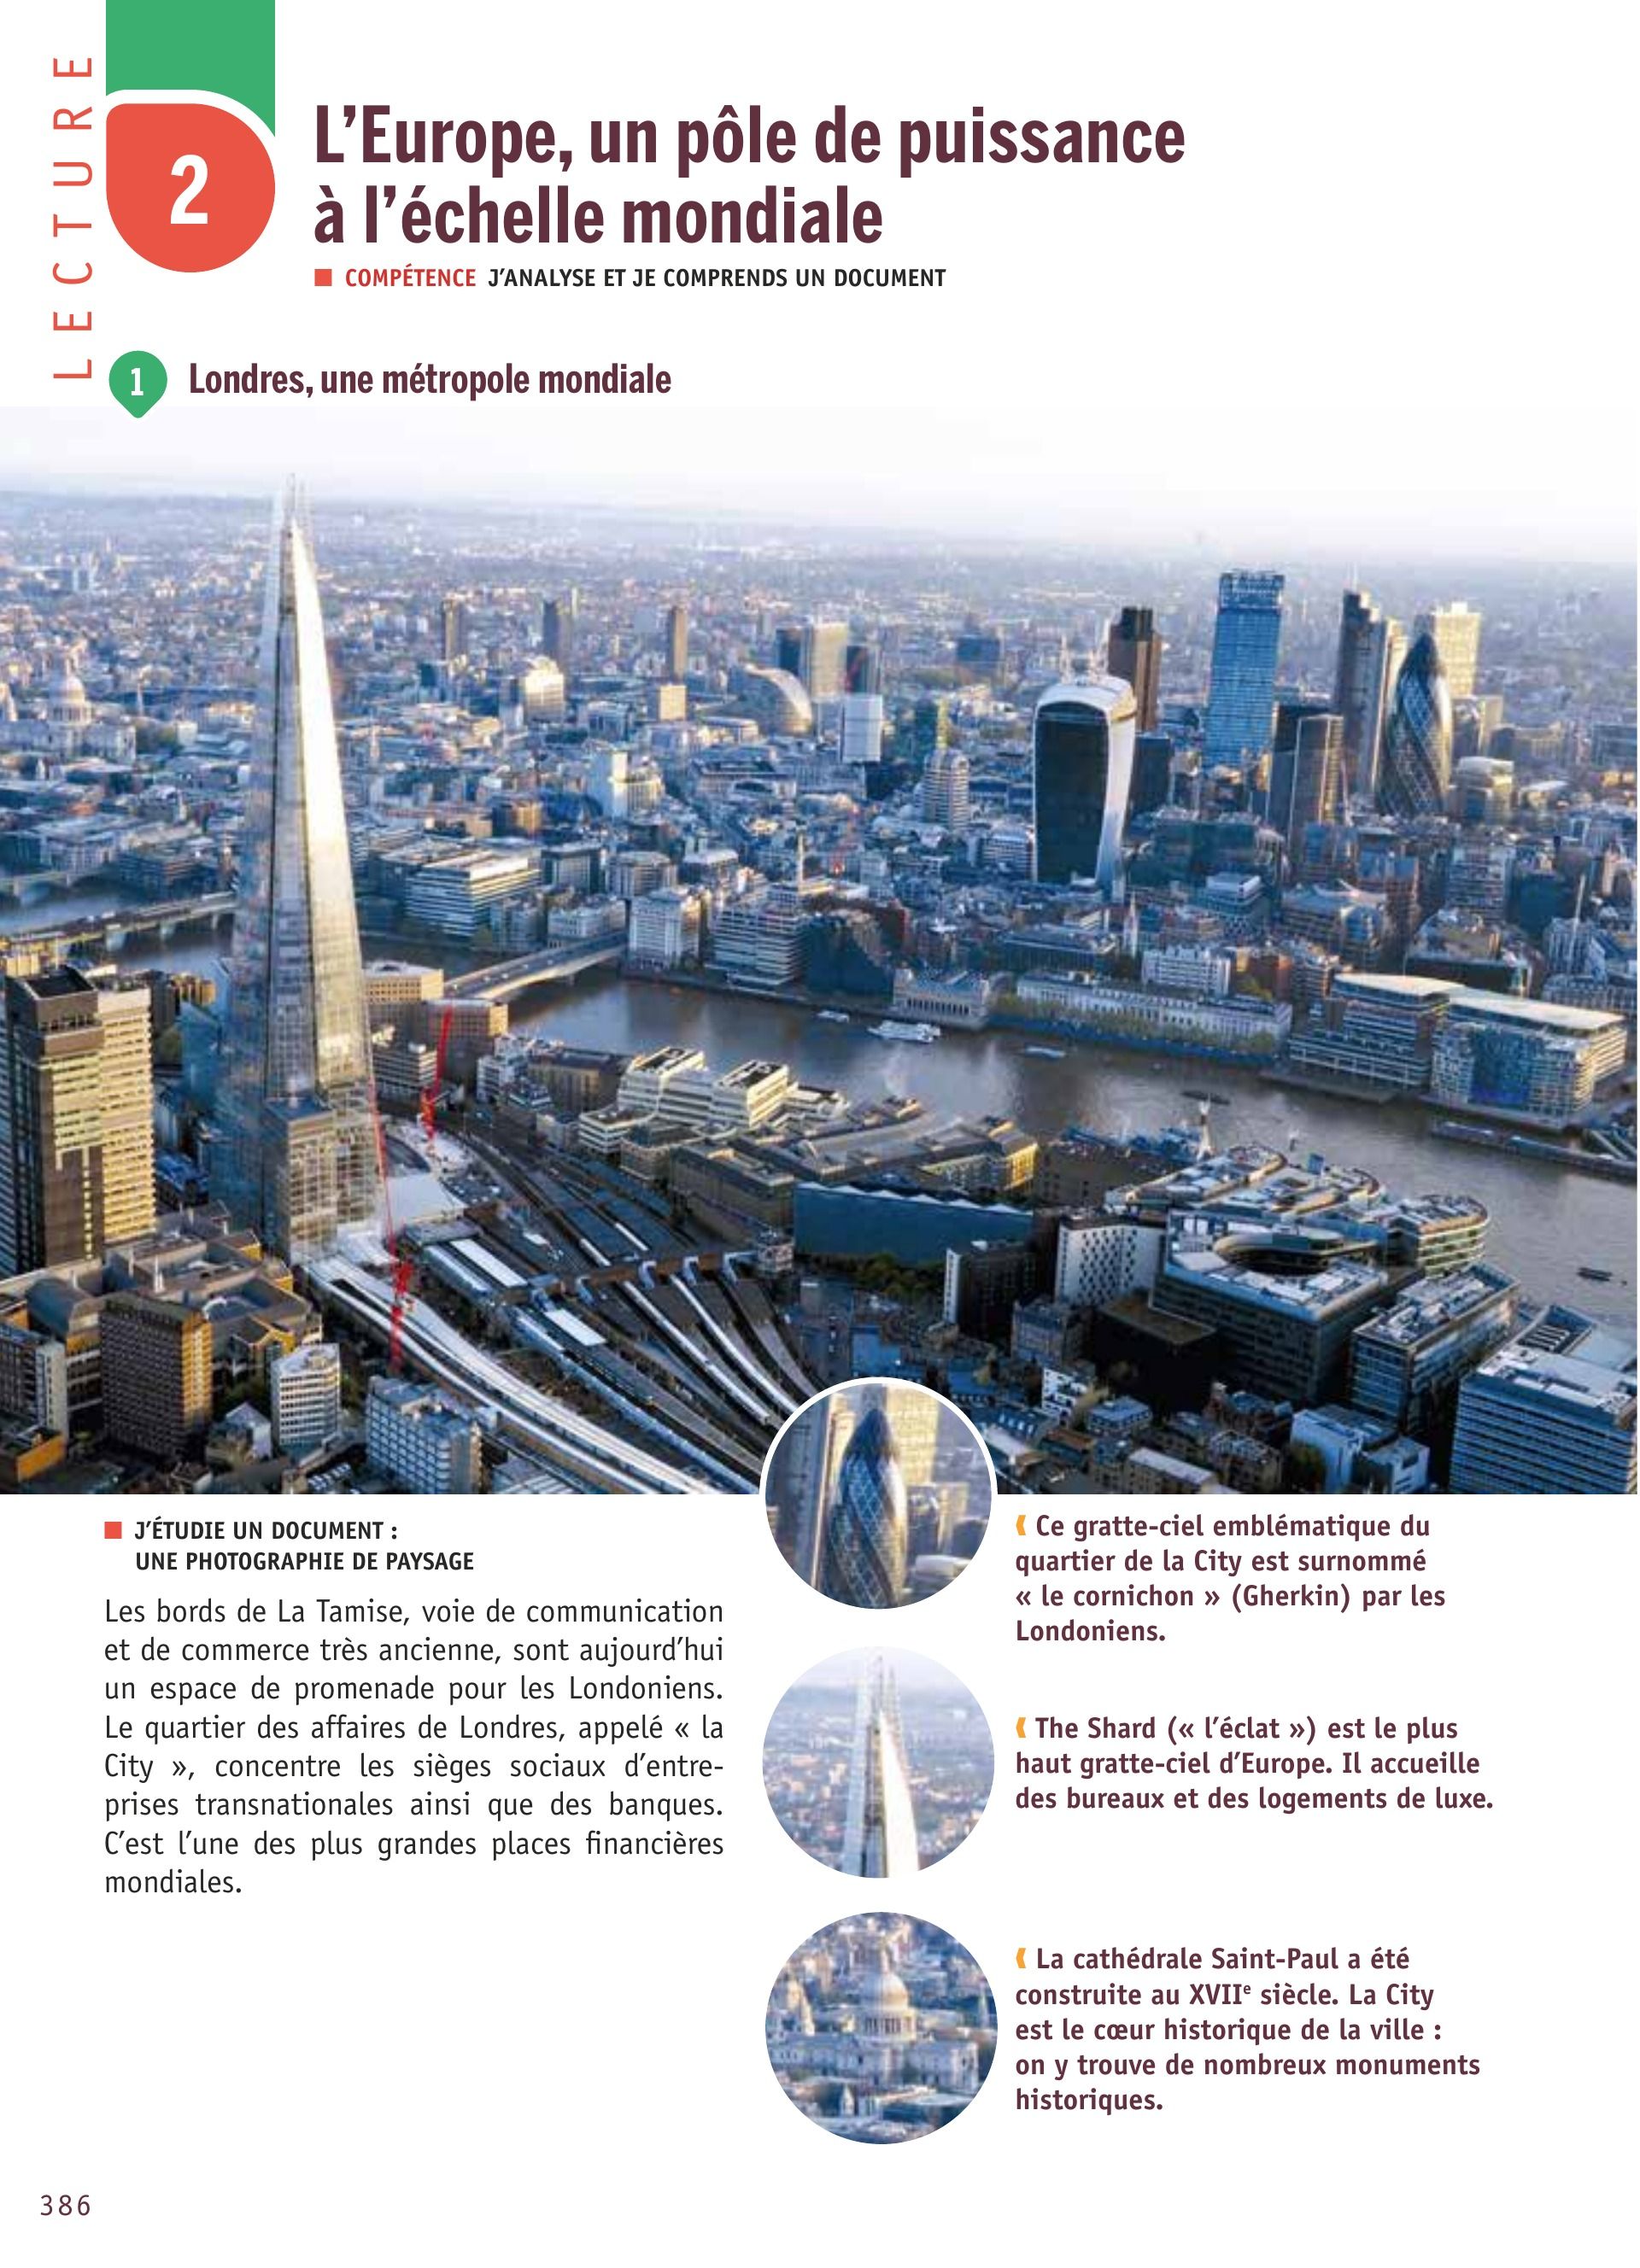 LECTURE
2
L’Europe, un pôle de puissance
à l’échelle mondiale
■ COMPÉTENCE J’ANALYSE ET JE COMPRENDS UN DOCUMENT
1 Londres, une métropole mondiale
■ J’ÉTUDIE UN DOCUMENT :
UNE PHOTOGRAPHIE DE PAYSAGE
Les bords de La Tamise, voie de communication
et de commerce très ancienne, sont aujourd’hui
un espace de promenade pour les Londoniens.
Le quartier des affaires de Londres, appelé « la
City », concentre les sièges sociaux d’entre-
prises transnationales ainsi que des banques.
C’est l’une des plus grandes places financières
mondiales.
Ce gratte-ciel emblématique du
quartier de la City est surnommé
« le cornichon » (Gherkin) par les
Londoniens.
The Shard (« l’éclat ») est le plus
haut gratte-ciel d’Europe. Il accueille
des bureaux et des logements de luxe.
La cathédrale Saint-Paul a été
construite au XVIIe siècle. La City
est le cœur historique de la ville :
on y trouve de nombreux monuments
historiques.
386